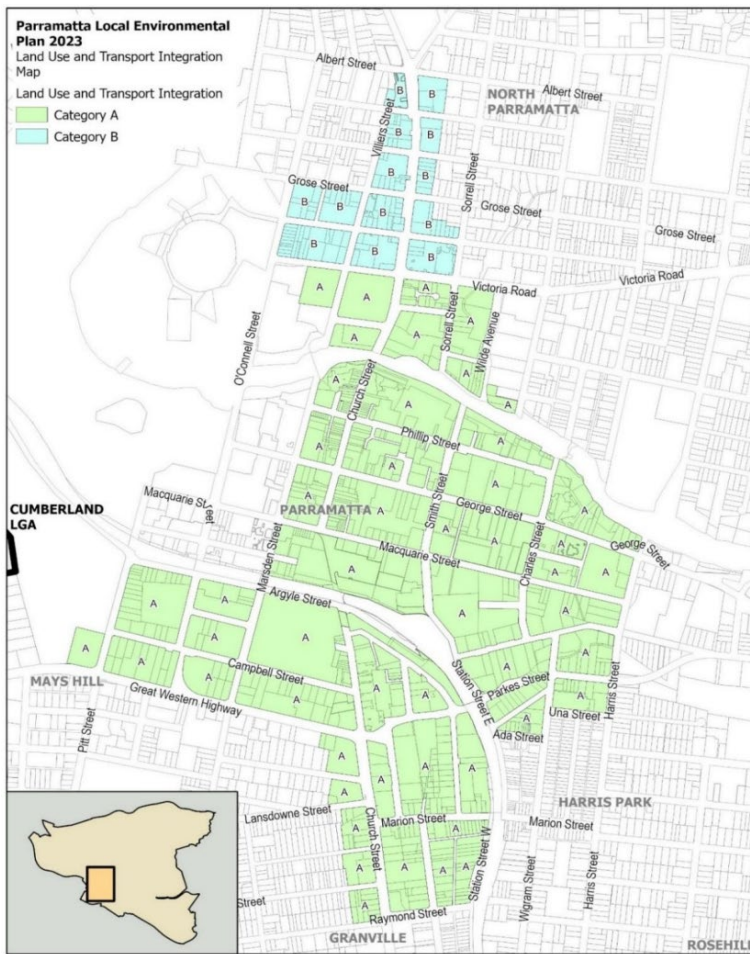 Parramatta Local Environmental
Plan 2023
Land Use and Transport Integration
Map
Land Use and Transport Integration
Category A
Category B
Albert Street
NORTH
PARRAMATTA
Albert Street
B
B
Villiers Street
B
B
B
B
Sorrell Street
Grose Street
Grose Street
Grose Street
B
B
B
B
B
B
B
Victoria Road
Victoria Road
A
A
A
A
Sorrell Street
A
Wilde Avenue
O'Connell Street
A
A
A
Church Street
A
A
A
Phillip Street
A
A
A
A
A
Macquarie St
eet
CUMBERLAND
LGA
PARRAMATTA
A
A
Smith Street
George Street
A
A
George Street
Macquarie Street
Charles Street
A
A
A
Marsden Street
A
Argyle Street
A
A
A
A
A
A
A
A
A
A
A
Campbell Street
MAYS HILL
Great Western Highway
A
A
A
Station Street E
Parkes Street
A
Harris Street
Una Street
Ada Street
A
Pitt Street
A
A
A
A
A
HARRIS PARK
Lansdowne Street
Marion Street
Marion Street
A
A
Church Street
A
A
A
A
A
Station Street W
Wigram Street
Harris Street
Street
Raymond Street
GRANVILLE
ROSEHILL